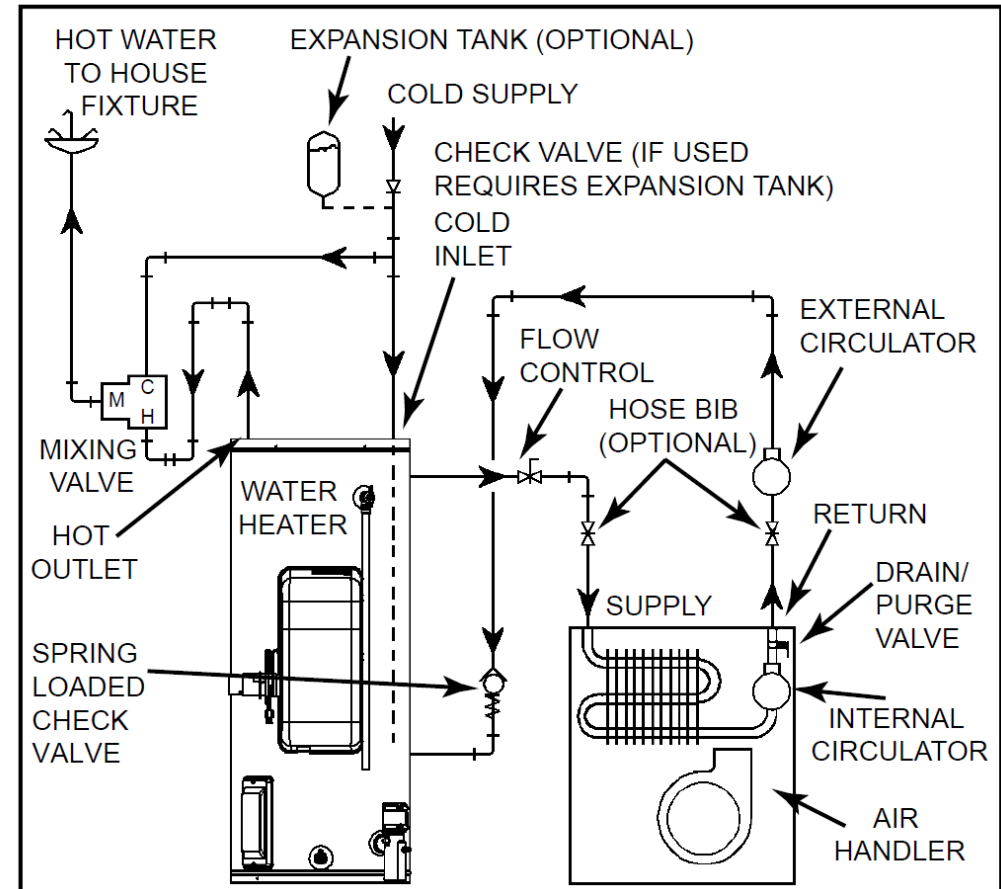 HOT WATER
TO HOUSE
FIXTURE
EXPANSION TANK (OPTIONAL)
COLD SUPPLY
CHECK VALVE (IF USED
REQUIRES EXPANSION TANK)
COLD
INLET
FLOW
CONTROL
EXTERNAL
CIRCULATOR
HOSE BIB
(OPTIONAL)
M
C
H
MIXING
VALVE
HOT
OUTLET
WATER
HEATER
RETURN
DRAIN/
PURGE
VALVE
SUPPLY
SPRING
LOADED
CHECK
VALVE
INTERNAL
CIRCULATOR
AIR
HANDLER